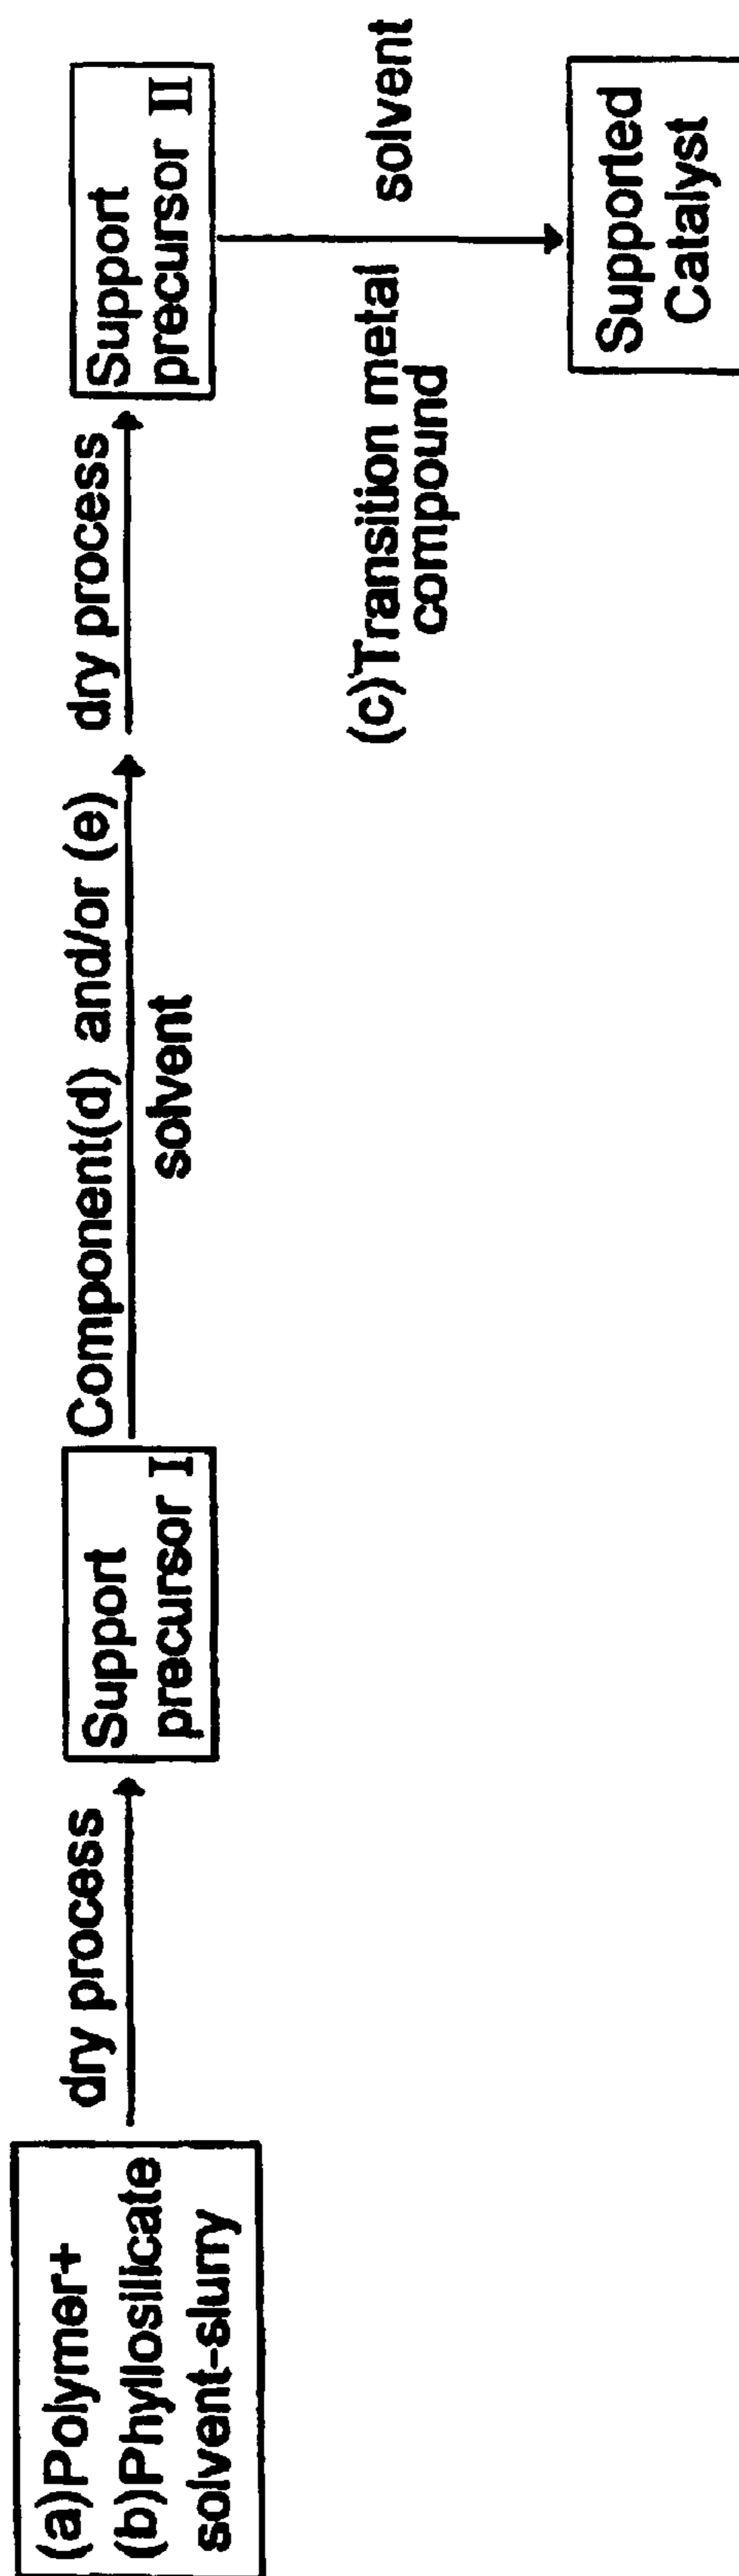 (a)Polymer+
(b)Phyllosilicate
solvent-slurry
dry process
Support
precursor I
Component(d) and/or (e)
solvent
dry process
Support
precursor II
(c)Transition metal
compound
solvent
Supported
Catalyst